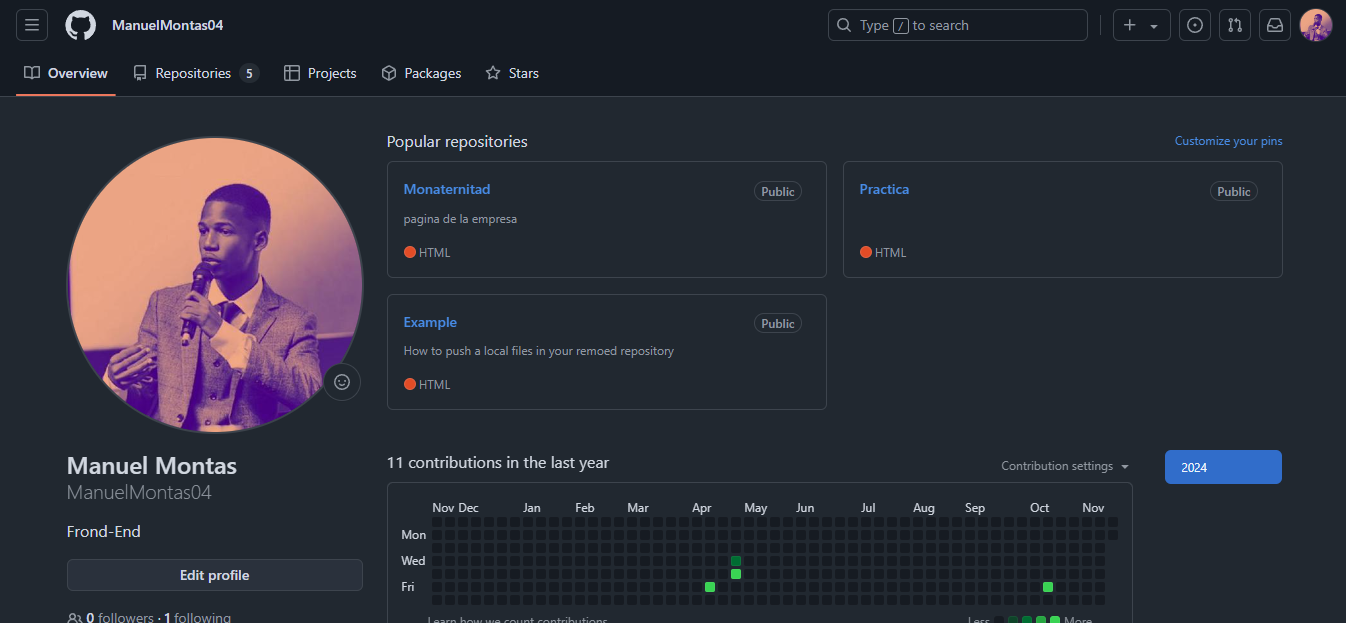 ManuelMontas04
Type / to search
Overview
Repositories 5
Projects
Packages
Stars
Popular repositories
Customize your pins
Monaternitad
Public
pagina de la empresa
HTML
Practica
Public
HTML
Example
Public
How to push a local files in your remoed repository
HTML
Manuel Montas
ManuelMontas04
Frond-End
Edit profile
0 followers · 1 following
11 contributions in the last year
Contribution settings
2024
Nov Dec Jan Feb Mar Apr May Jun Jul Aug Sep Oct Nov
Mon
Wed
Fri
Learn how we count contributions
Less More